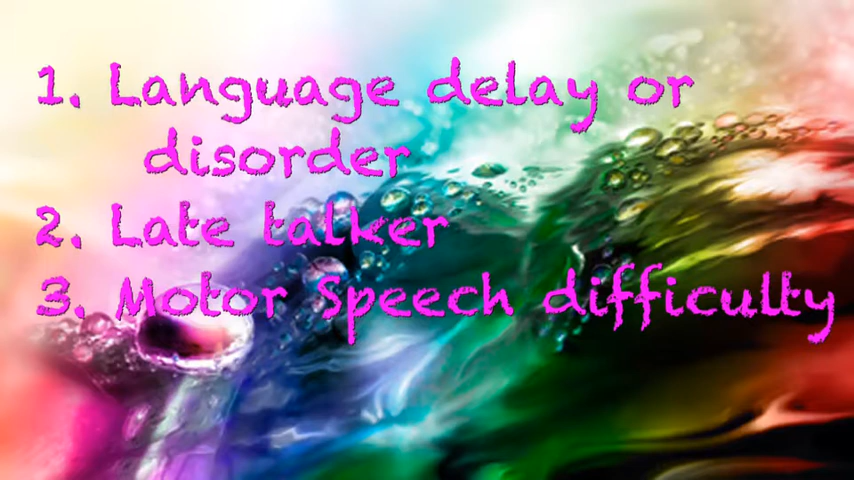 1. Language delay or
disorder
2. Late talker
3. Motor Speech difficulty